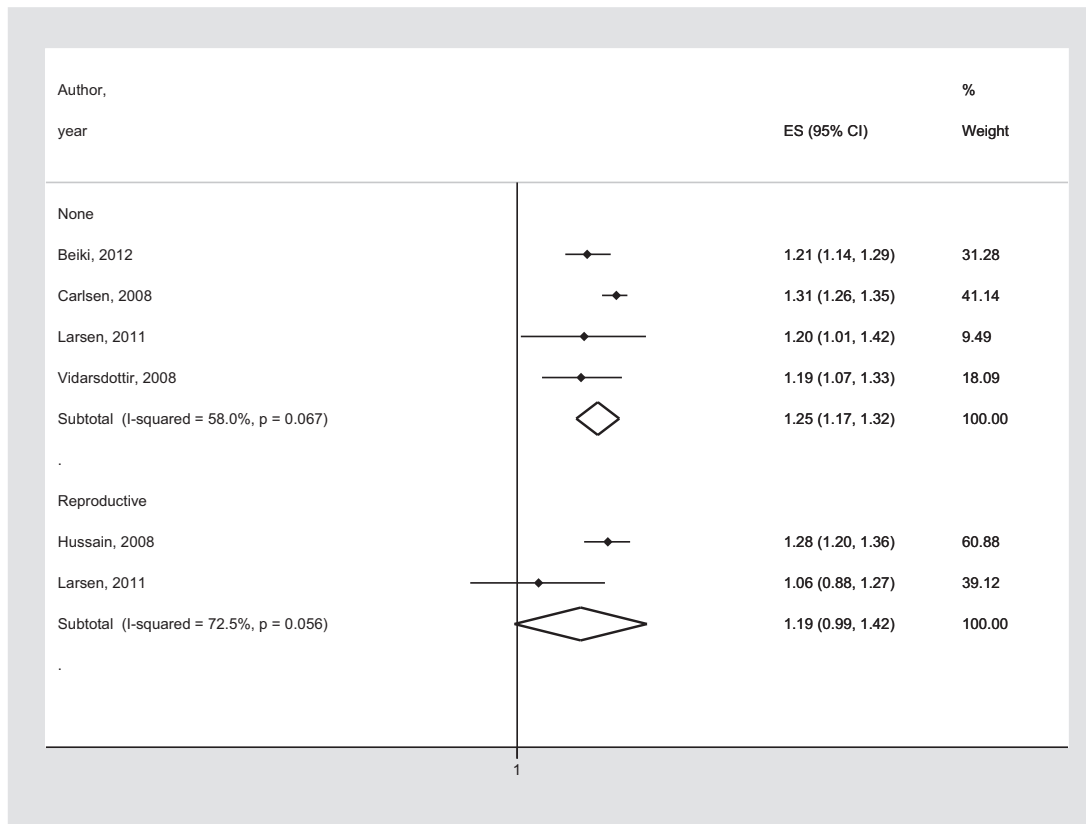 Author, %
year ES (95% CI) Weight
None
Beiki, 2012 1.21 (1.14, 1.29) 31.28
Carlsen, 2008 1.31 (1.26, 1.35) 41.14
Larsen, 2011 1.20 (1.01, 1.42) 9.49
Vidarsdottir, 2008 1.19 (1.07, 1.33) 18.09
Subtotal (I-squared = 58.0%, p = 0.067) 1.25 (1.17, 1.32) 100.00
.
Reproductive
Hussain, 2008 1.28 (1.20, 1.36) 60.88
Larsen, 2011 1.06 (0.88, 1.27) 39.12
Subtotal (I-squared = 72.5%, p = 0.056) 1.19 (0.99, 1.42) 100.00
.
1